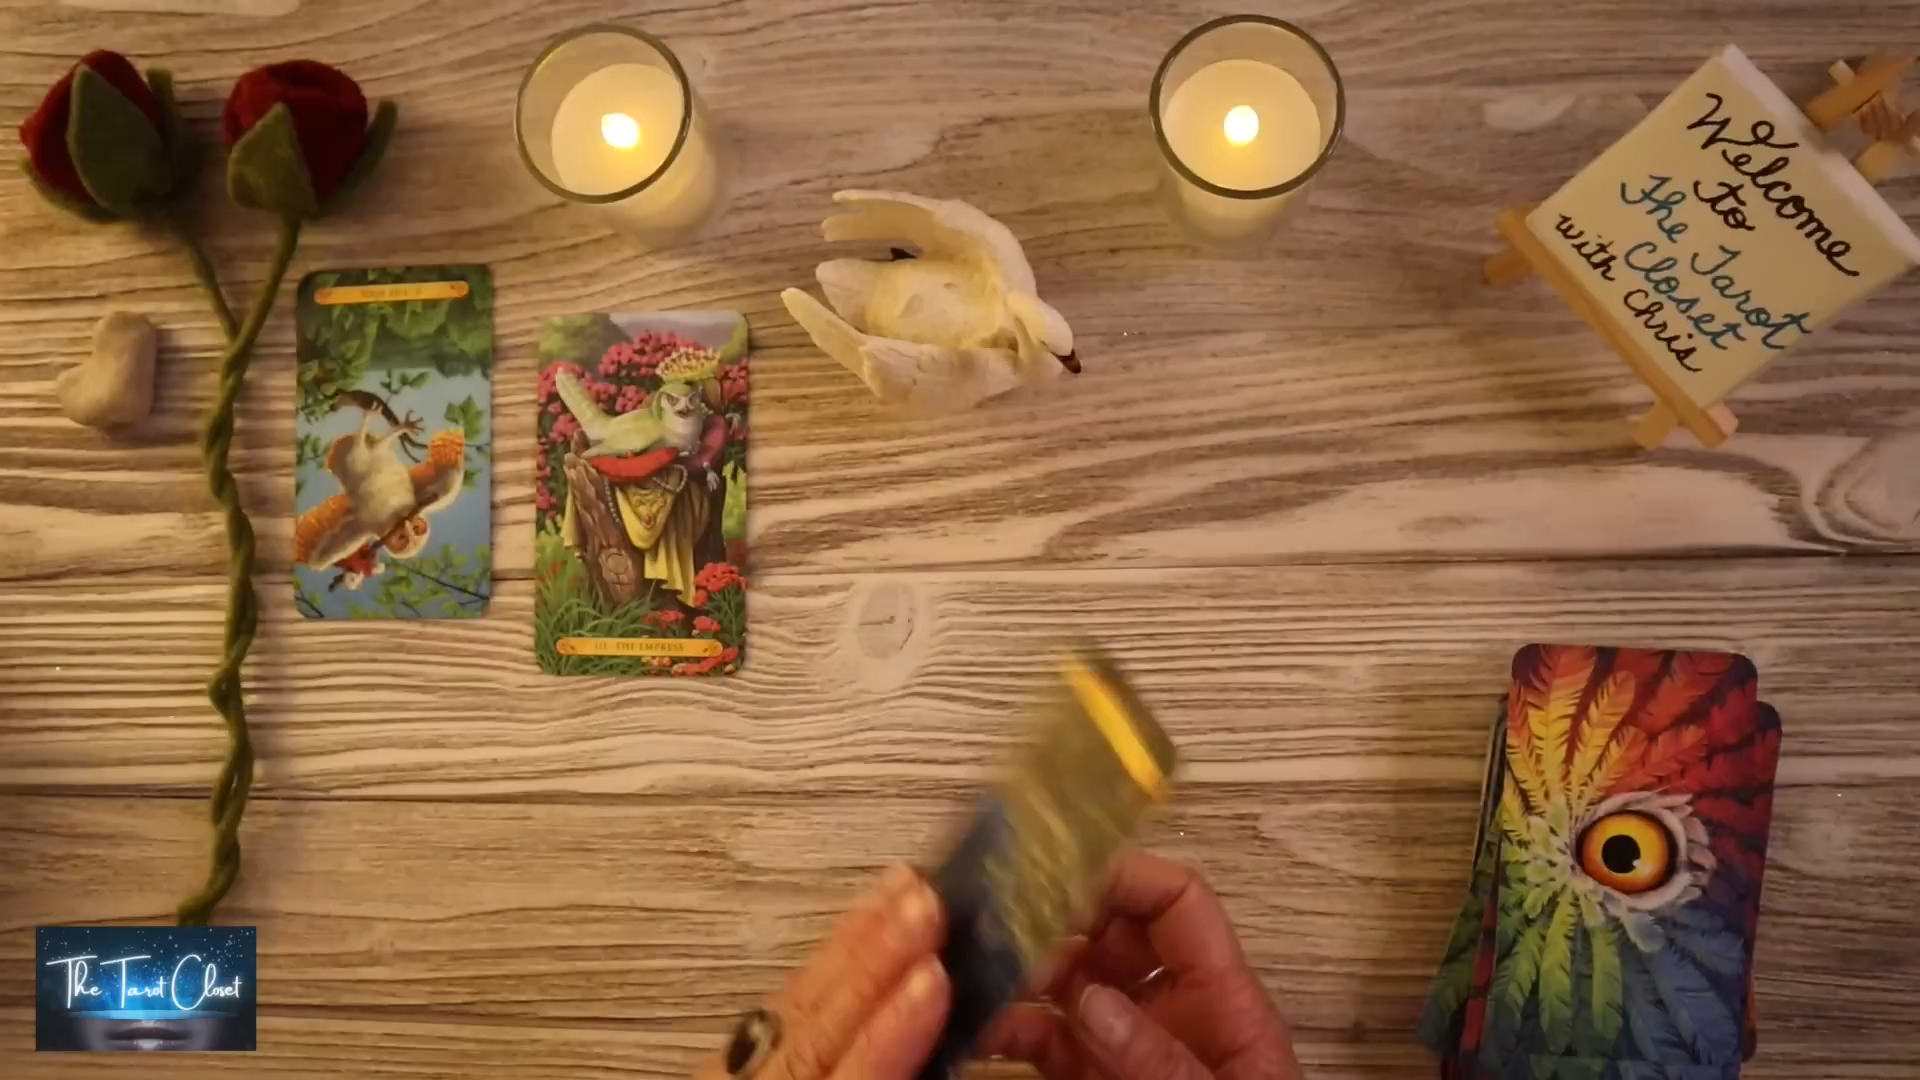 Welcome
to
The Tarot
Closet
with Chris
III · THE EMPRESS
The Tarot Closet